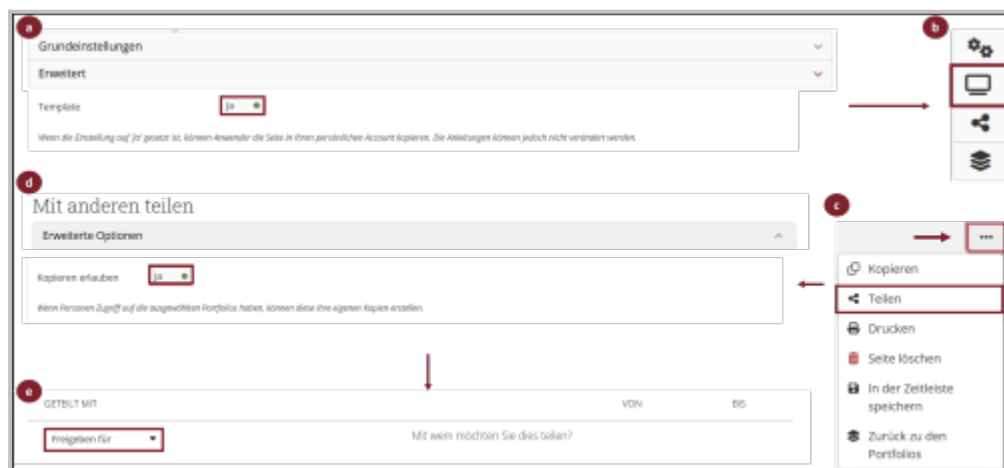 a
Grundeinstellungen
Erweitert
Template
ja
Wenn die Einstellung auf 'Ja' gesetzt ist, können Anwender die Seite in ihren persönlichen Account kopieren. Die Anleitungen können jedoch nicht verändert werden.
b
d
Mit anderen teilen
Erweiterte Optionen
Kopieren erlauben
ja
Wenn Personen Zugriff auf die ausgewählten Portfolios haben, können diese ihre eigenen Kopien erstellen.
c
Kopieren
Teilen
Drucken
Seite löschen
In der Zeitleiste
speichern
Zurück zu den
Portfolios
e
GETEILT MIT
VON
BIS
Freigeben für
Mit wem möchten Sie dies teilen?